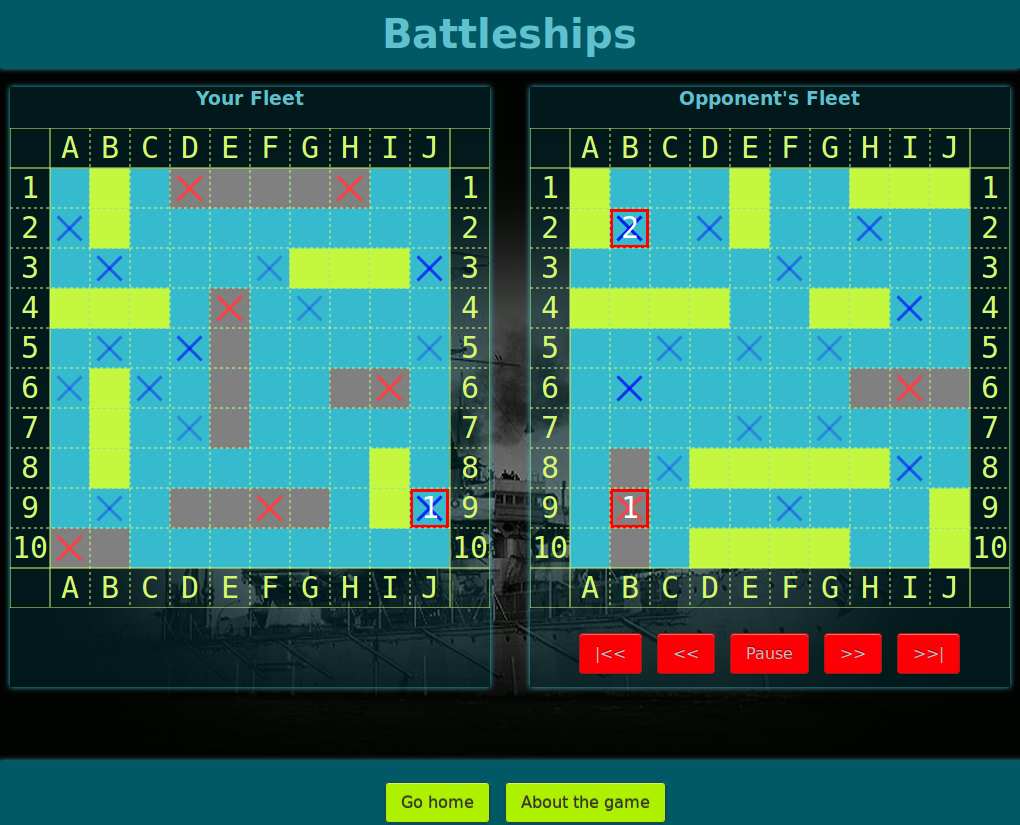 Battleships
Your Fleet
A B C D E F G H I J
1 1
2 2
3 3
4 4
5 5
6 6
7 7
8 8
9 1 9
10 10
A B C D E F G H I J
Opponent's Fleet
A B C D E F G H I J
1 1
2 2 2
3 3
4 4
5 5
6 6
7 7
8 8
9 1 9
10 10
A B C D E F G H I J
|<< << Pause >> >>|
Go home About the game